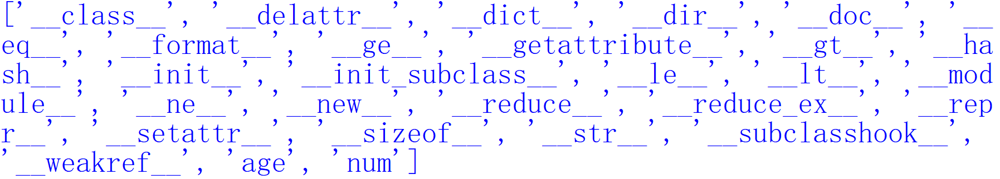 ['__class__', '__delattr__', '__dict__', '__dir__', '__doc__', '__
eq__', '__format__', '__ge__', '__getattribute__', '__gt__', '__ha
sh__', '__init__', '__init_subclass__', '__le__', '__lt__', '__mod
ule__', '__ne__', '__new__', '__reduce__', '__reduce_ex__', '__rep
r__', '__setattr__', '__sizeof__', '__str__', '__subclasshook__',
'__weakref__', 'age', 'num']